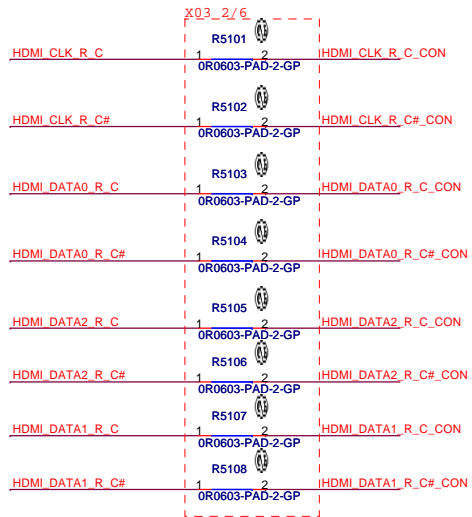 X03 2/6
R5101
HDMI_CLK_R_C 1 2 HDMI_CLK_R_C_CON
0R0603-PAD-2-GP
R5102
HDMI_CLK_R_C# 1 2 HDMI_CLK_R_C#_CON
0R0603-PAD-2-GP
R5103
HDMI_DATA0_R_C 1 2 HDMI_DATA0_R_C_CON
0R0603-PAD-2-GP
R5104
HDMI_DATA0_R_C# 1 2 HDMI_DATA0_R_C#_CON
0R0603-PAD-2-GP
R5105
HDMI_DATA2_R_C 1 2 HDMI_DATA2_R_C_CON
0R0603-PAD-2-GP
R5106
HDMI_DATA2_R_C# 1 2 HDMI_DATA2_R_C#_CON
0R0603-PAD-2-GP
R5107
HDMI_DATA1_R_C 1 2 HDMI_DATA1_R_C_CON
0R0603-PAD-2-GP
R5108
HDMI_DATA1_R_C# 1 2 HDMI_DATA1_R_C#_CON
0R0603-PAD-2-GP